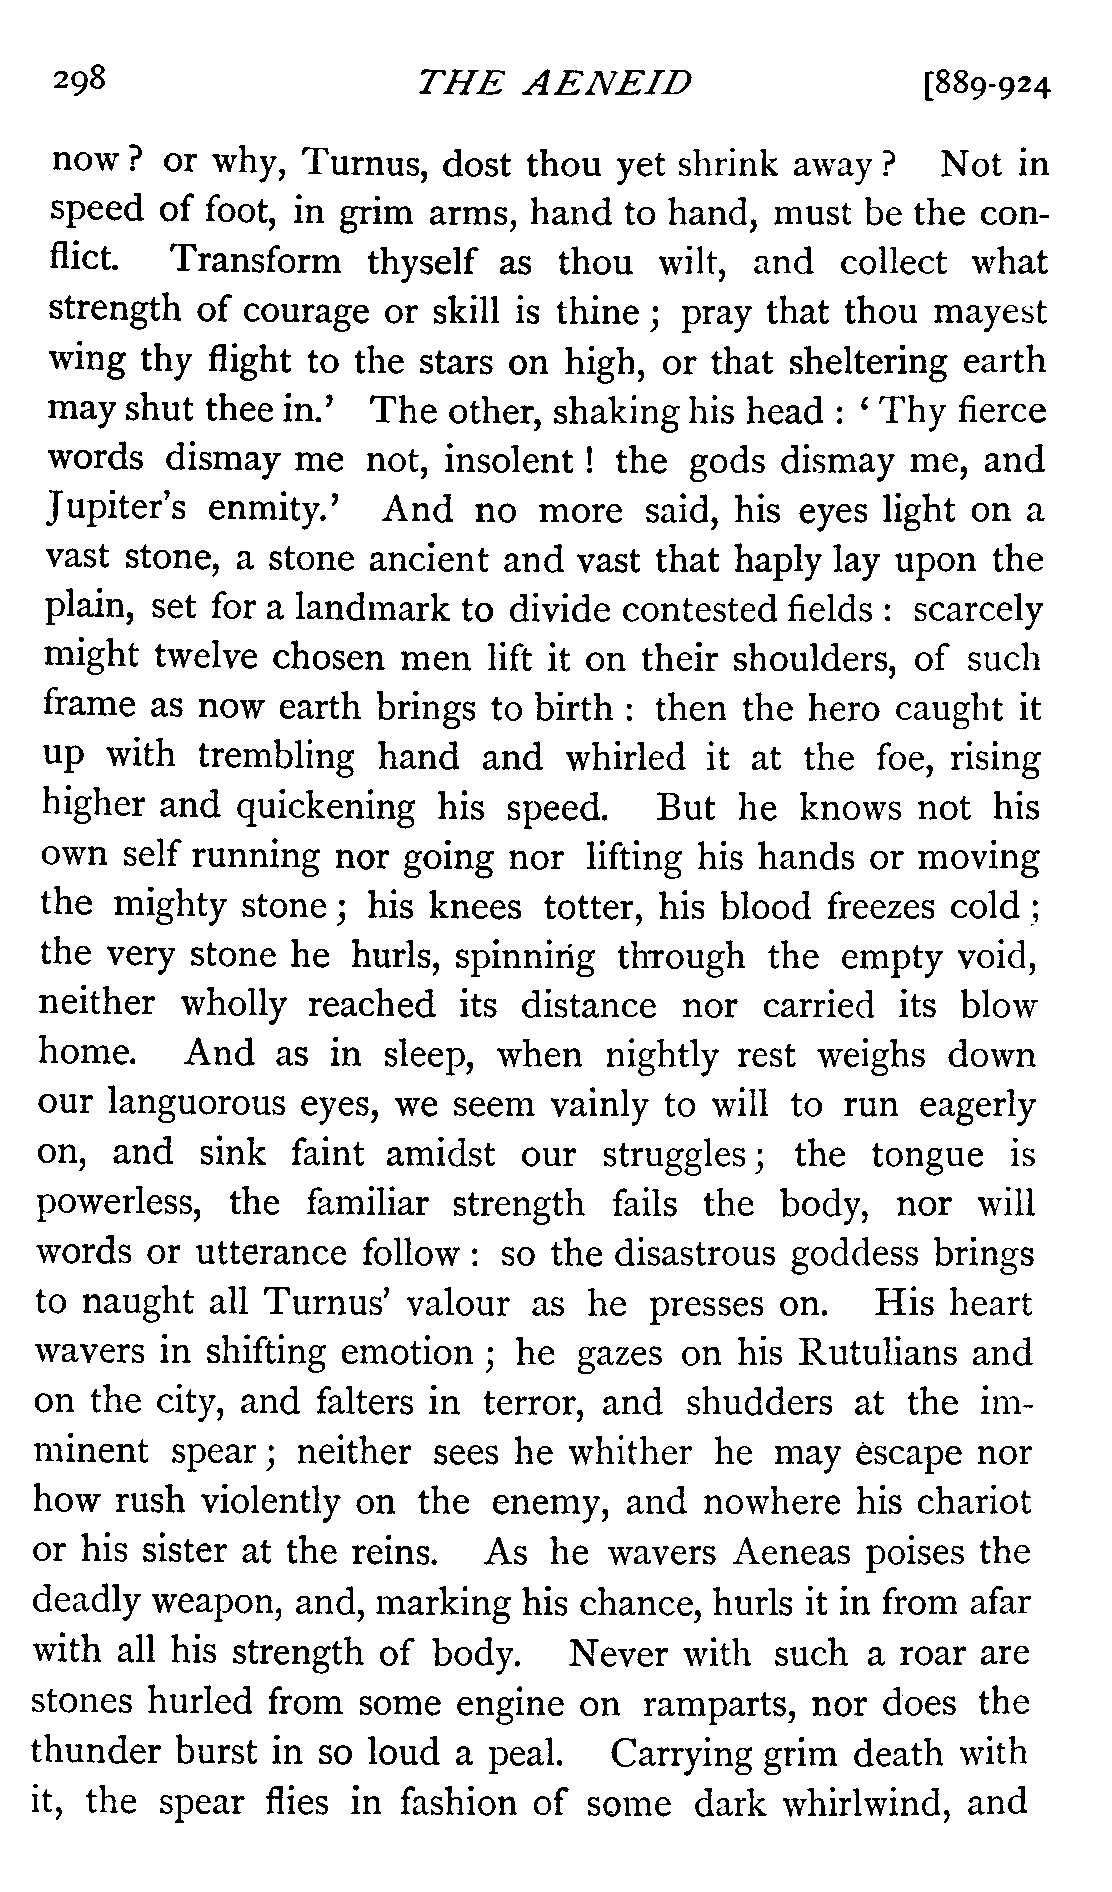 298 THE AENEID [889-924
now? or why, Turnus, dost thou yet shrink away? Not in
speed of foot, in grim arms, hand to hand, must be the con-
flict. Transform thyself as thou wilt, and collect what
strength of courage or skill is thine; pray that thou mayest
wing thy flight to the stars on high, or that sheltering earth
may shut thee in.' The other, shaking his head: 'Thy fierce
words dismay me not, insolent! the gods dismay me, and
Jupiter's enmity.' And no more said, his eyes light on a
vast stone, a stone ancient and vast that haply lay upon the
plain, set for a landmark to divide contested fields: scarcely
might twelve chosen men lift it on their shoulders, of such
frame as now earth brings to birth: then the hero caught it
up with trembling hand and whirled it at the foe, rising
higher and quickening his speed. But he knows not his
own self running nor going nor lifting his hands or moving
the mighty stone; his knees totter, his blood freezes cold;
the very stone he hurls, spinning through the empty void,
neither wholly reached its distance nor carried its blow
home. And as in sleep, when nightly rest weighs down
our languorous eyes, we seem vainly to will to run eagerly
on, and sink faint amidst our struggles; the tongue is
powerless, the familiar strength fails the body, nor will
words or utterance follow: so the disastrous goddess brings
to naught all Turnus' valour as he presses on. His heart
wavers in shifting emotion; he gazes on his Rutulians and
on the city, and falters in terror, and shudders at the im-
minent spear; neither sees he whither he may escape nor
how rush violently on the enemy, and nowhere his chariot
or his sister at the reins. As he wavers Aeneas poises the
deadly weapon, and, marking his chance, hurls it in from afar
with all his strength of body. Never with such a roar are
stones hurled from some engine on ramparts, nor does the
thunder burst in so loud a peal. Carrying grim death with
it, the spear flies in fashion of some dark whirlwind, and